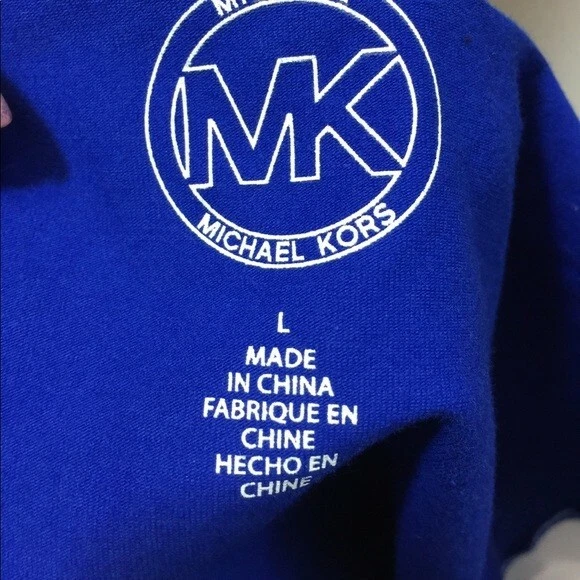 MK
MICHAEL KORS
L
MADE
IN CHINA
FABRIQUE EN
CHINE
HECHO EN
CHINE